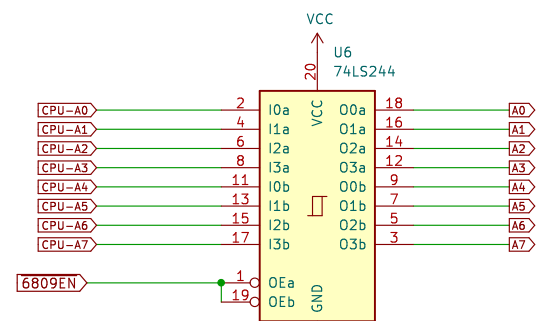 VCC
U6
74LS244
20
VCC
CPU-A0 2 I0a O0a 18 A0
CPU-A1 4 I1a O1a 16 A1
CPU-A2 6 I2a O2a 14 A2
CPU-A3 8 I3a O3a 12 A3
CPU-A4 11 I0b O0b 9 A4
CPU-A5 13 I1b O1b 7 A5
CPU-A6 15 I2b O2b 5 A6
CPU-A7 17 I3b O3b 3 A7
6809EN 1 OEa
19 OEb
GND